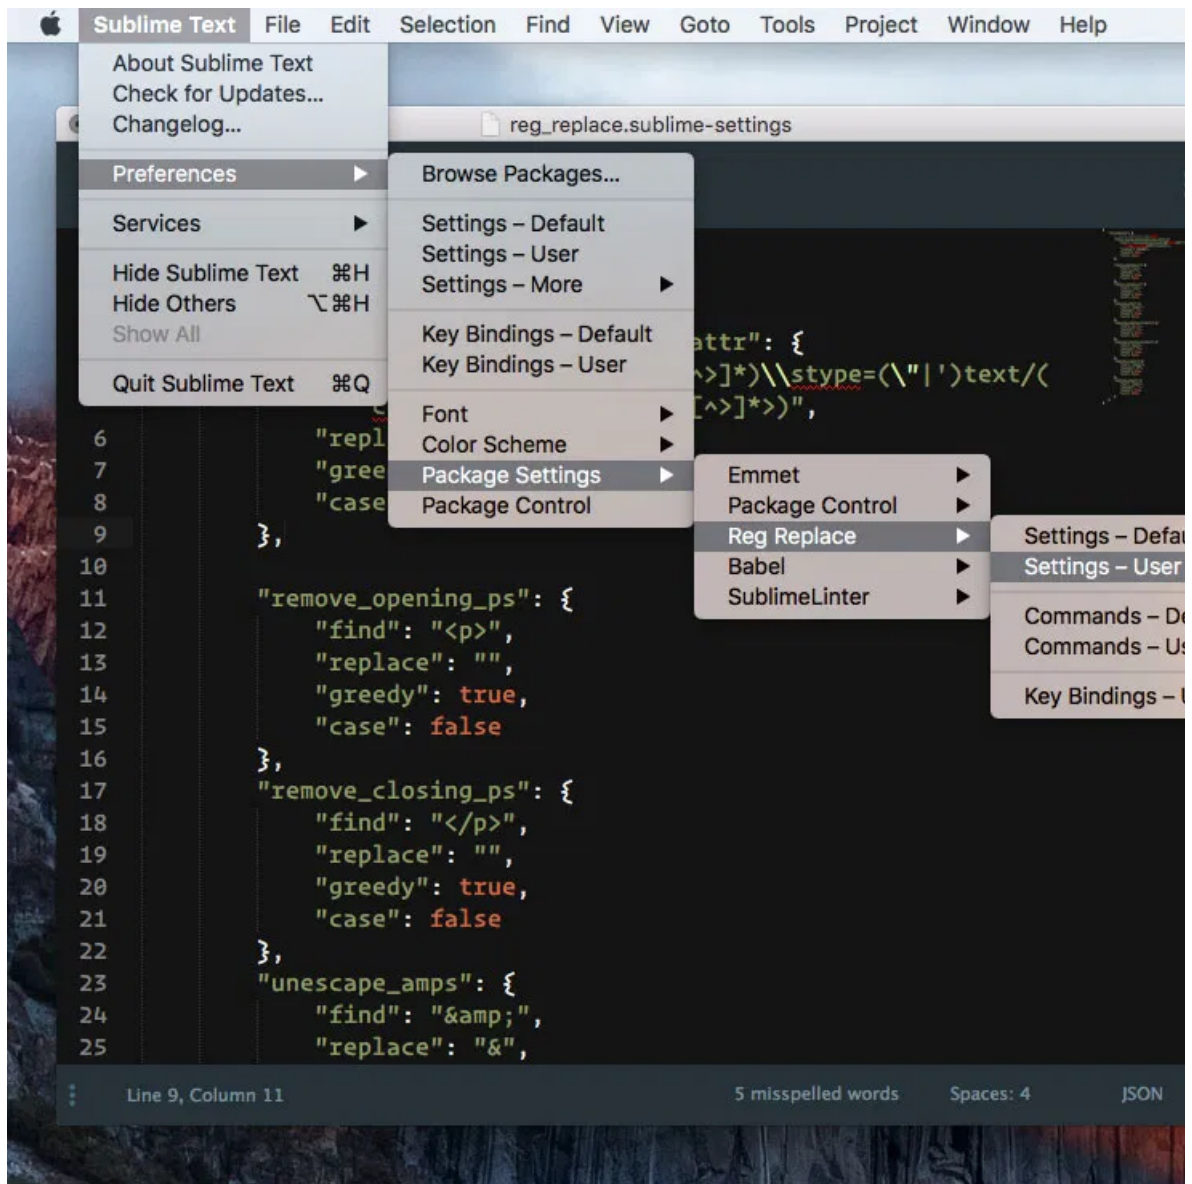 Sublime Text File Edit Selection Find View Goto Tools Project Window Help
About Sublime Text
Check for Updates...
Changelog...
Preferences
Services
Hide Sublime Text ⌘H
Hide Others ⌥⌘H
Show All
Quit Sublime Text ⌘Q
reg_replace.sublime-settings
Browse Packages...
Settings – Default
Settings – User
Settings – More
Key Bindings – Default
Key Bindings – User
Font
Color Scheme
Package Settings
Package Control
Emmet
Package Control
Reg Replace
Babel
SublimeLinter
Settings – Defau
Settings – User
Commands – De
Commands – Us
Key Bindings –
attr": {
^>]*)\\stype=(\"|')text/(
[^>]*>)",
6 "repl
7 "gree
8 "case
9 },
10
11 "remove_opening_ps": {
12 "find": "<p>",
13 "replace": "",
14 "greedy": true,
15 "case": false
16 },
17 "remove_closing_ps": {
18 "find": "</p>",
19 "replace": "",
20 "greedy": true,
21 "case": false
22 },
23 "unescape_amps": {
24 "find": "&amp;",
25 "replace": "&",
Line 9, Column 11 5 misspelled words Spaces: 4 JSON